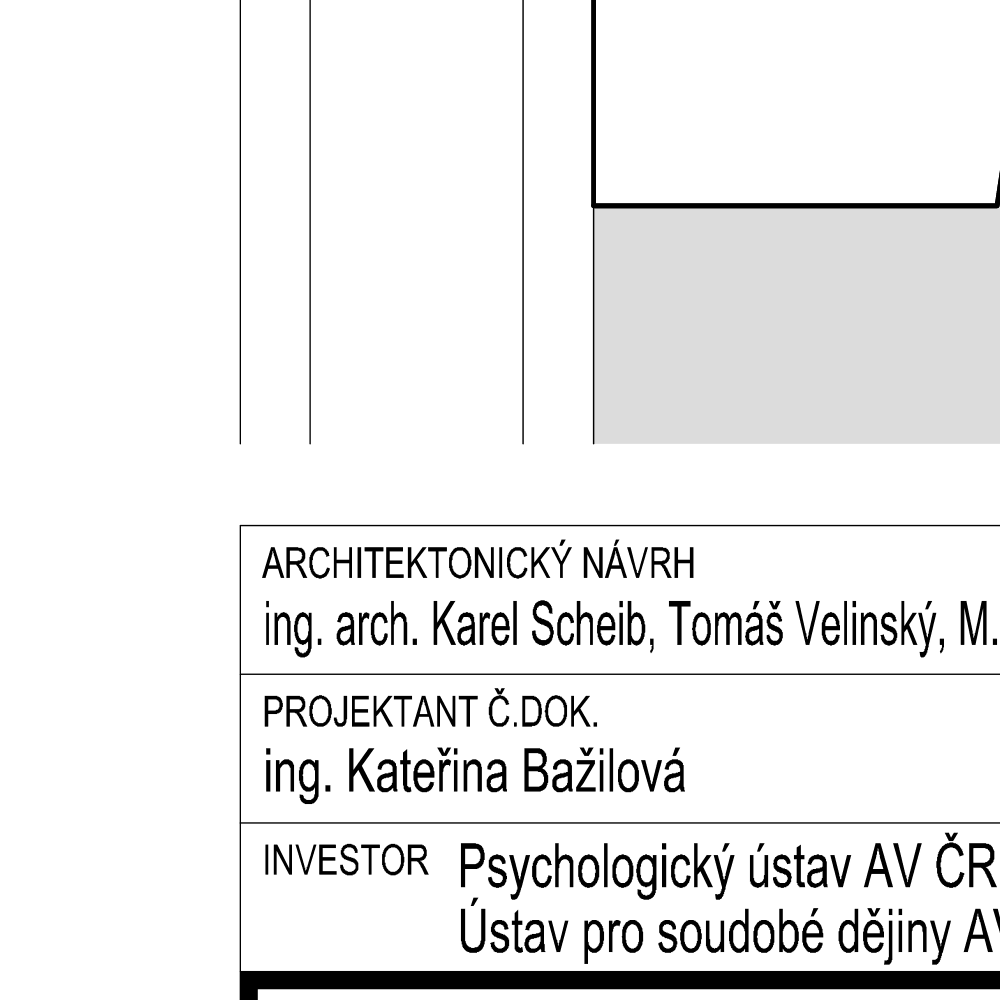 ARCHITEKTONICKÝ NÁVRH
ing. arch. Karel Scheib, Tomáš Velinský, M.
PROJEKTANT Č.DOK.
ing. Kateřina Bažilová
INVESTOR Psychologický ústav AV ČR
Ústav pro soudobé dějiny AV